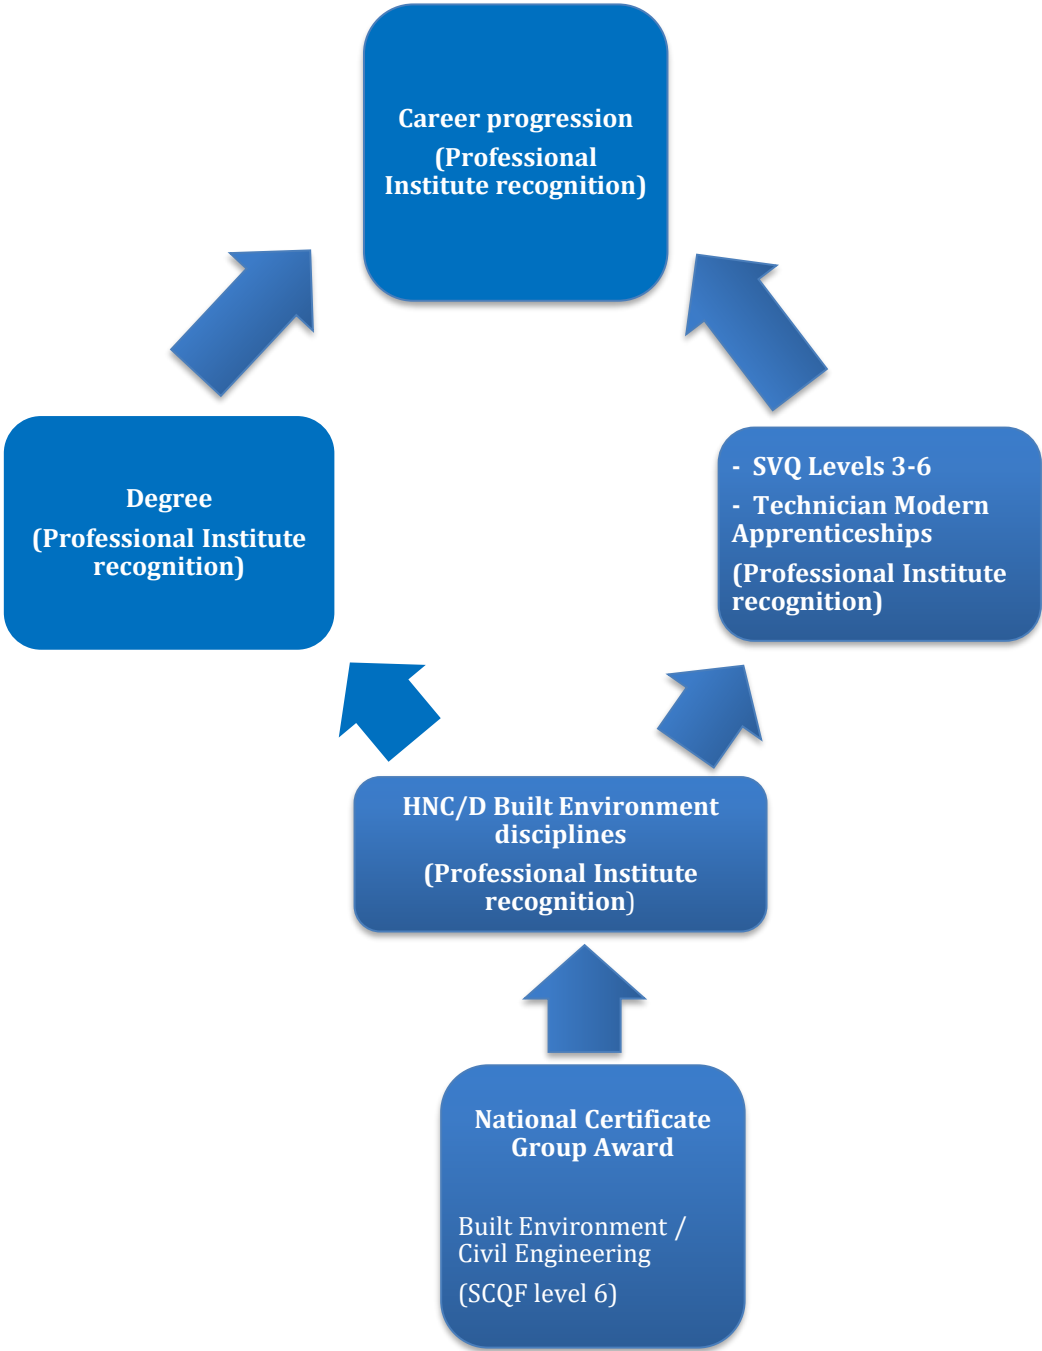 Career progression
(Professional
Institute recognition)
Degree
(Professional Institute
recognition)
- SVQ Levels 3-6
- Technician Modern
Apprenticeships
(Professional Institute
recognition)
HNC/D Built Environment
disciplines
(Professional Institute
recognition)
National Certificate
Group Award
Built Environment /
Civil Engineering
(SCQF level 6)